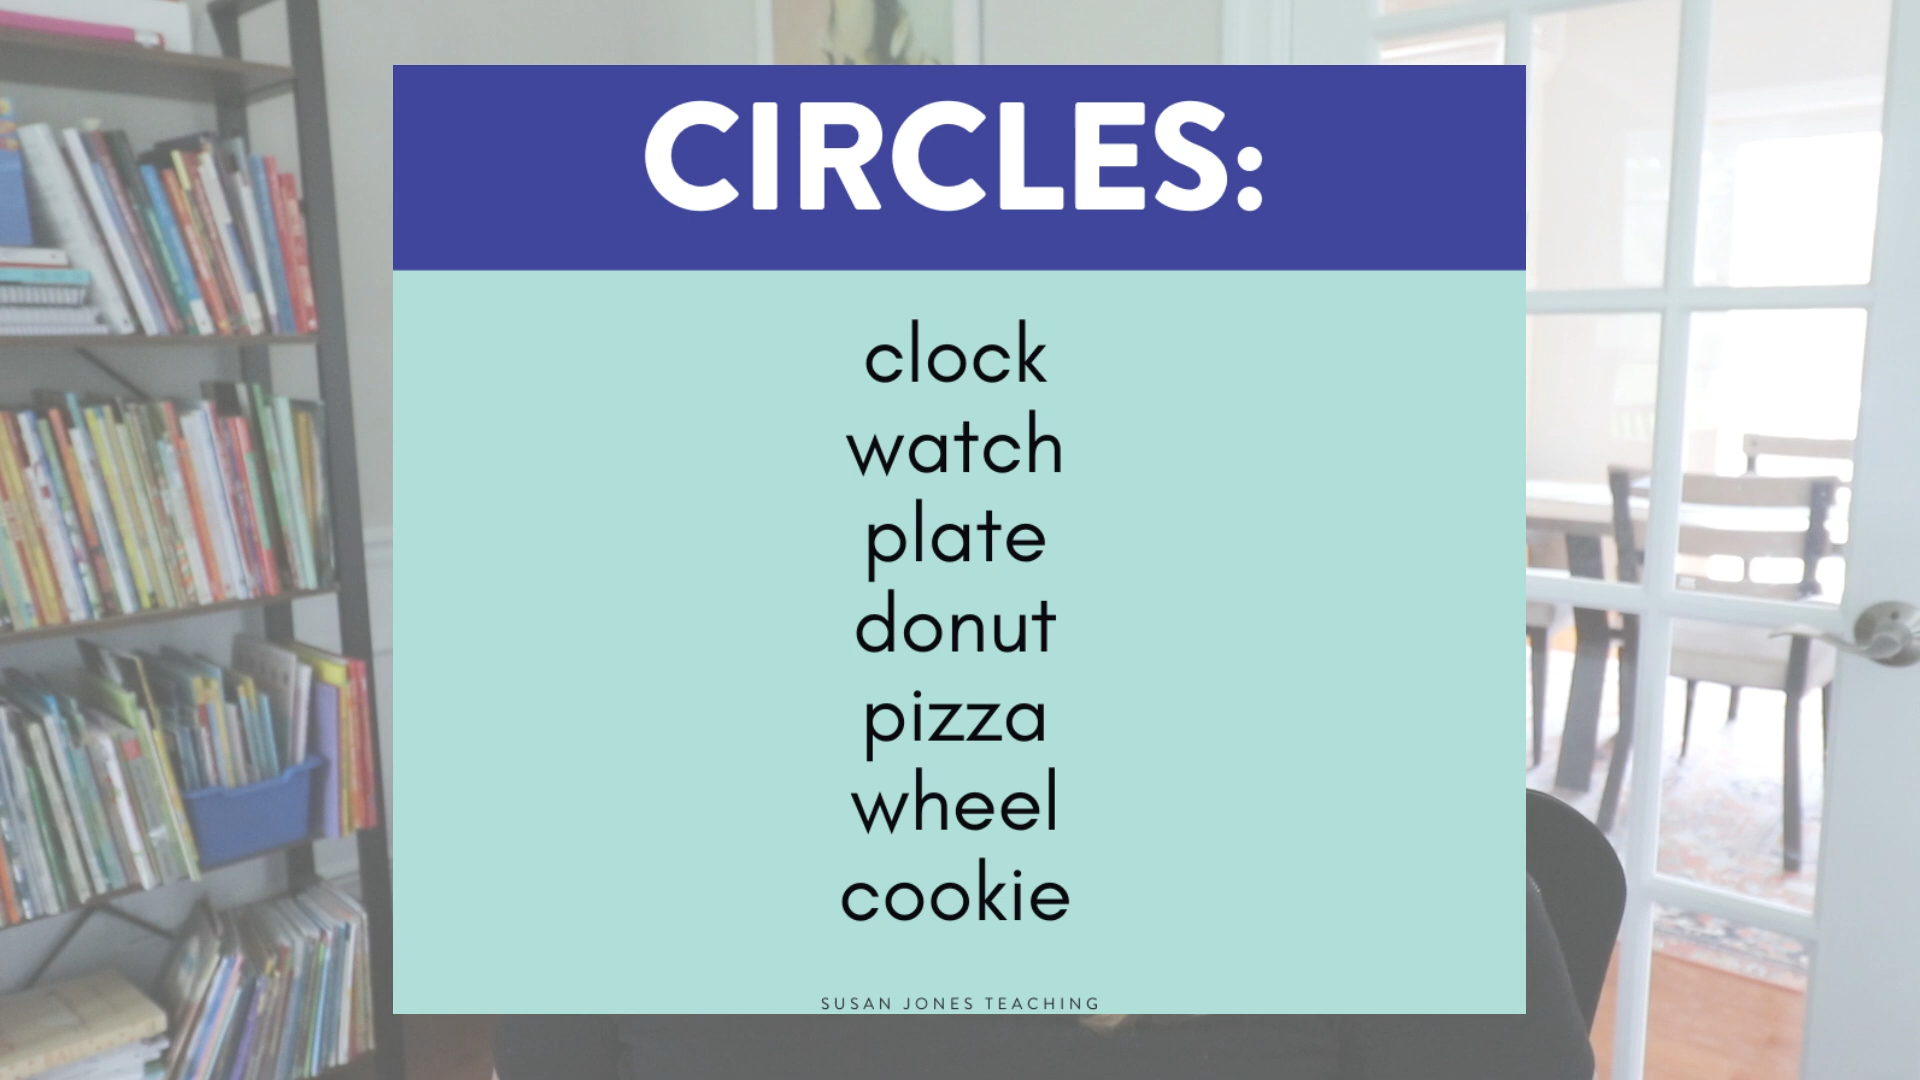 CIRCLES:
clock
watch
plate
donut
pizza
wheel
cookie
SUSAN JONES TEACHING